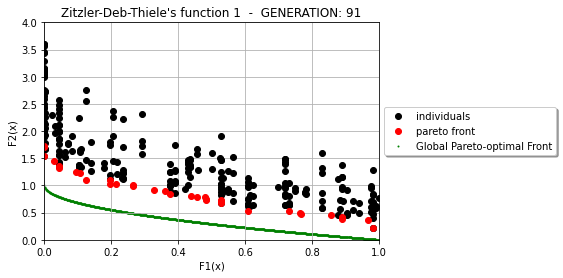 Zitzler-Deb-Thiele's function 1 - GENERATION: 91
4.0
3.5
3.0
2.5
2.0
1.5
1.0
0.5
0.0
F2(x)
0.0 0.2 0.4 0.6 0.8 1.0
F1(x)
individuals
pareto front
Global Pareto-optimal Front